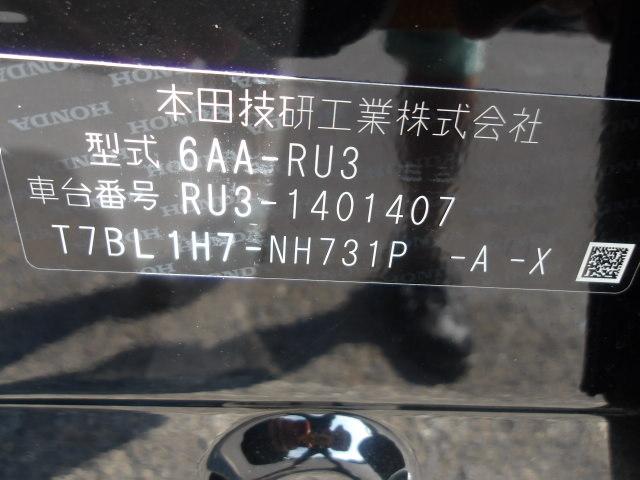 本田技研工業株式会社
型式 6AA-RU3
車台番号 RU3-1401407
T7BL1H7-NH731P -A -X